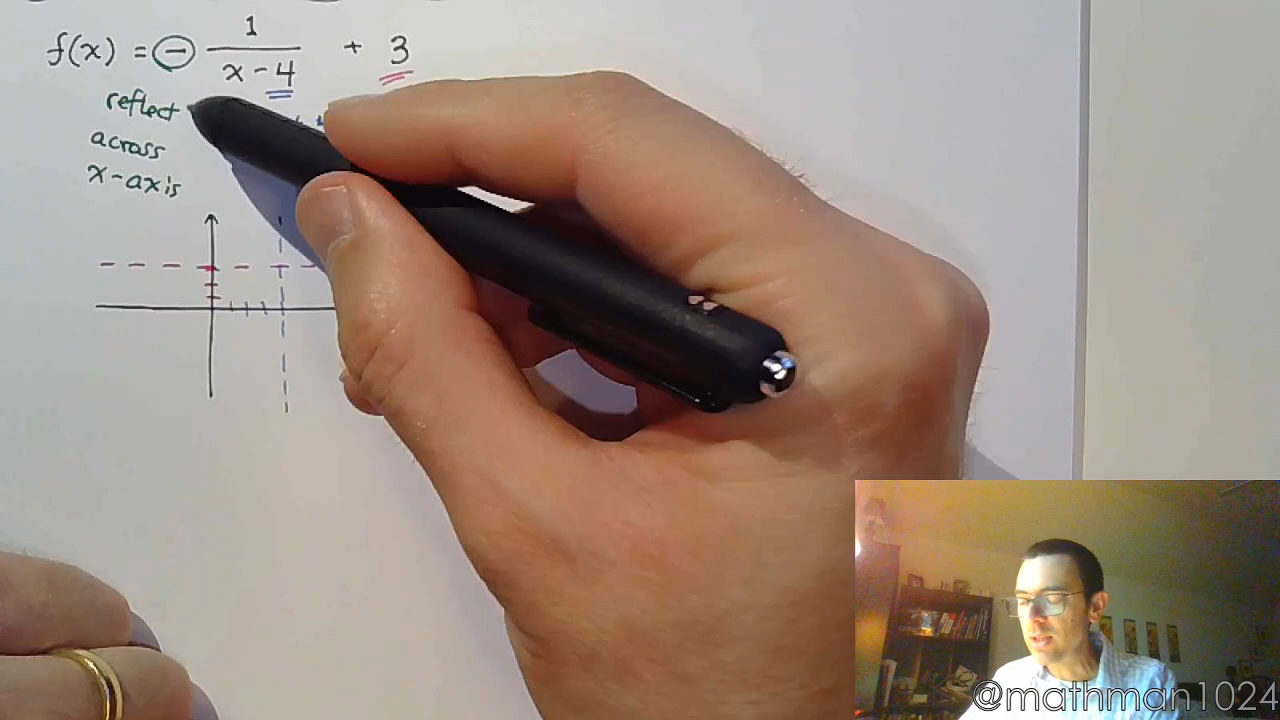 f(x) = - 1/(x - 4) + 3
reflect
across
x-axis
@mathman1024